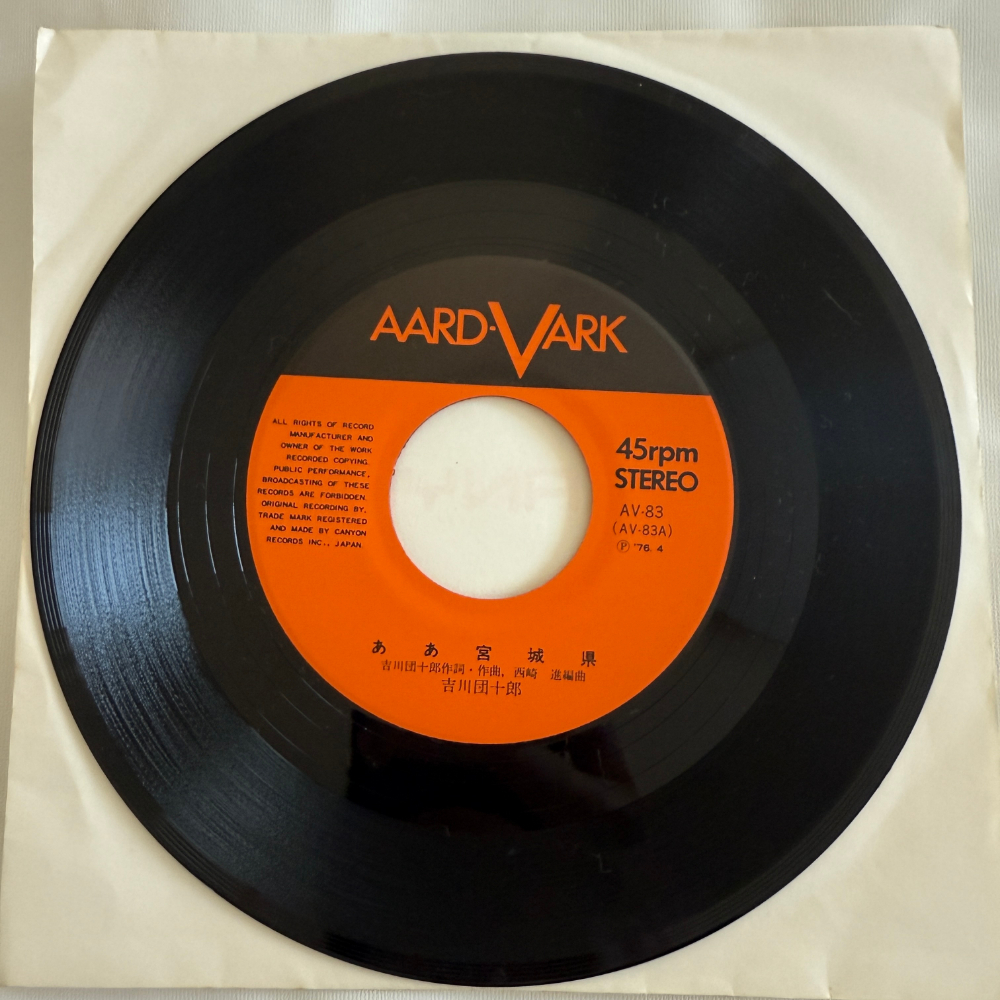 AARD-VARK
ALL RIGHTS OF RECORD
MANUFACTURER AND
OWNER OF THE WORK
RECORDED COPYING.
PUBLIC PERFORMANCE,
BROADCASTING OF THESE
RECORDS ARE FORBIDDEN.
ORIGINAL RECORDING BY,
TRADE MARK REGISTERED
AND MADE BY CANYON
RECORDS INC., JAPAN.
45rpm
STEREO
AV-83
(AV-83A)
Ⓟ '76. 4
ああ宮城県
吉川団十郎作詞・作曲, 西崎 進編曲
吉川団十郎